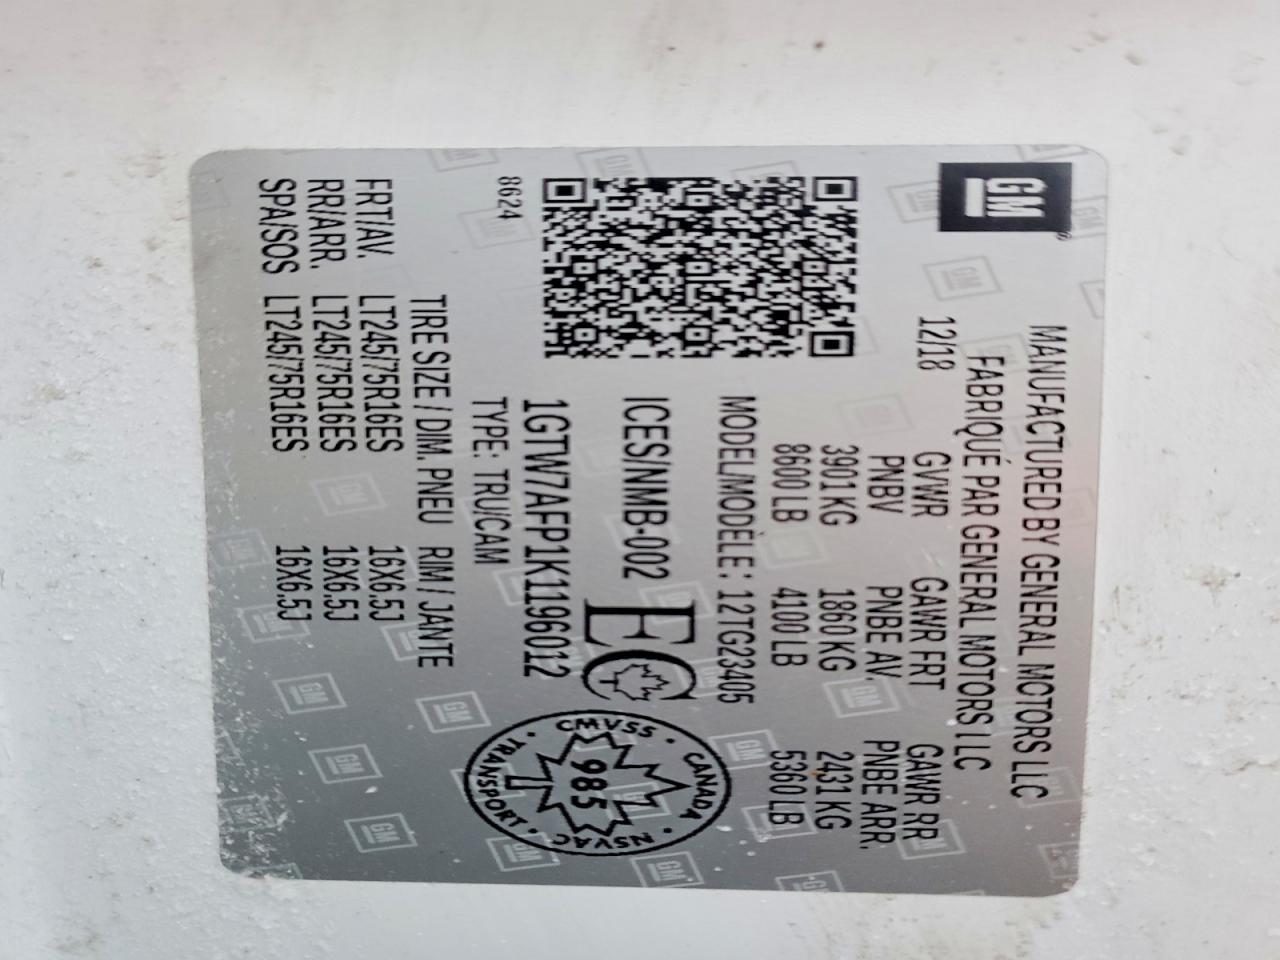 GM
MANUFACTURED BY GENERAL MOTORS LLC
FABRIQUÉ PAR GENERAL MOTORS LLC
12/18 GVWR GAWR FRT GAWR RR
PNBV PNBE AV. PNBE ARR.
3901 KG 1860 KG 2431 KG
8600 LB 4100 LB 5360 LB
MODEL/MODÈLE: 12TG23405
ICES/NMB-002 EC
1GTW7AFP1K1196012
8624
TYPE: TRU/CAM
CANADA · CMVSS · TRANSPORT · NSVAC
985
TIRE SIZE / DIM. PNEU RIM / JANTE
FRT/AV. LT245/75R16ES 16X6.5J
RR/ARR. LT245/75R16ES 16X6.5J
SPA/SOS LT245/75R16ES 16X6.5J